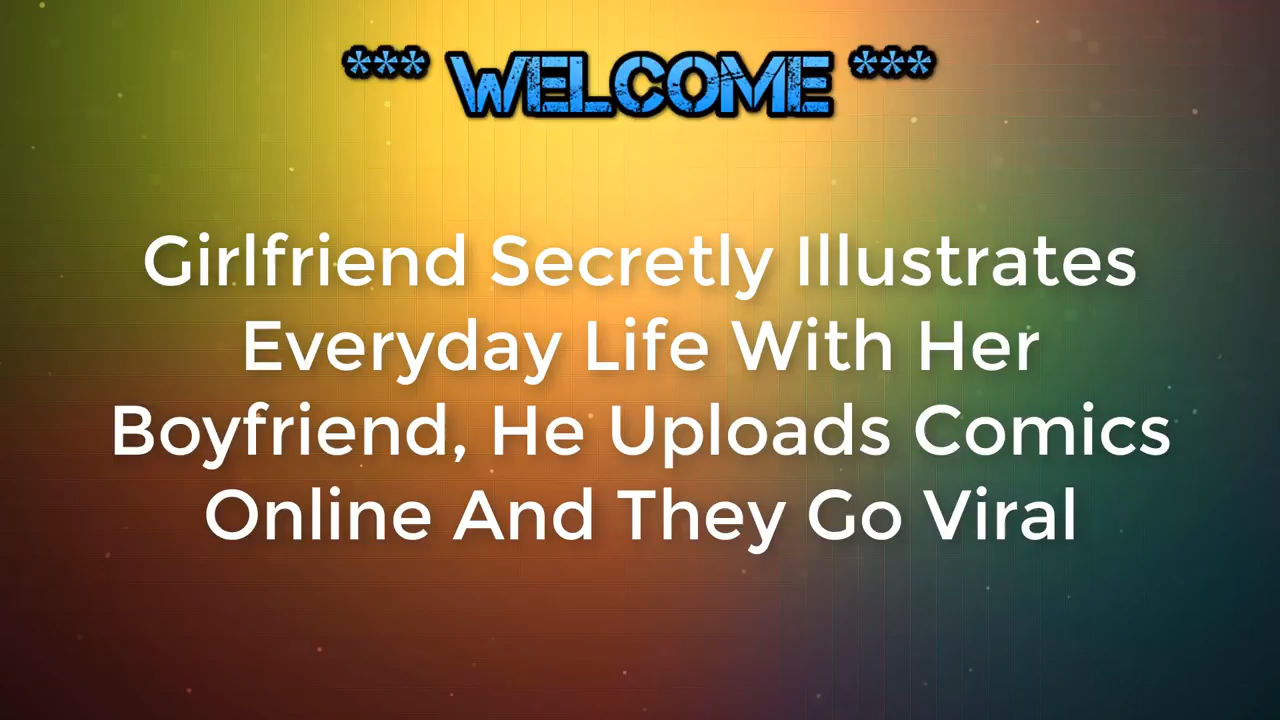 *** WELCOME ***
Girlfriend Secretly Illustrates
Everyday Life With Her
Boyfriend, He Uploads Comics
Online And They Go Viral